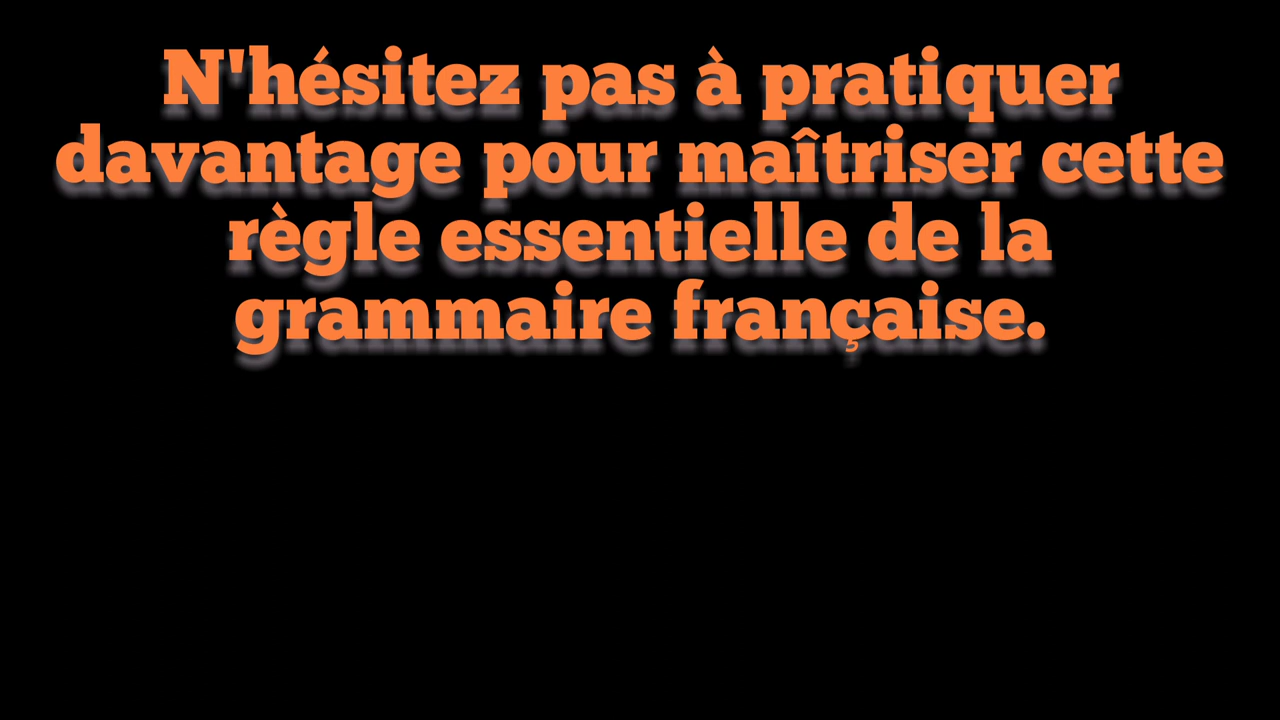 N'hésitez pas à pratiquer
davantage pour maîtriser cette
règle essentielle de la
grammaire française.